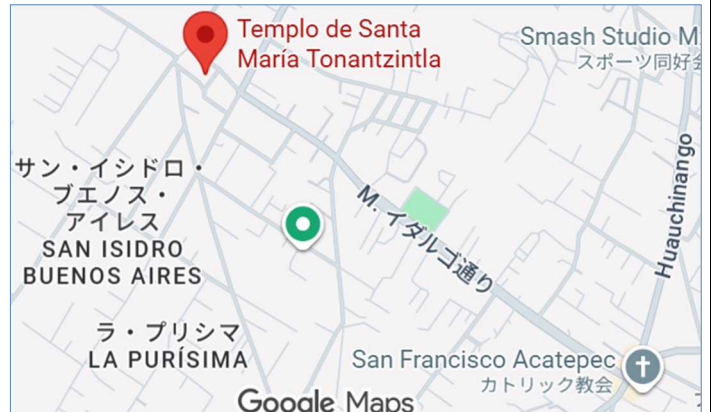 Templo de Santa
María Tonantzintla
Smash Studio M
スポーツ同好会
Huauchinango
サン・イシドロ・
ブエノス・
アイレス
SAN ISIDRO
BUENOS AIRES
M. イダルゴ通り
ラ・プリシマ
LA PURÍSIMA
San Francisco Acatepec
カトリック教会
Google Maps